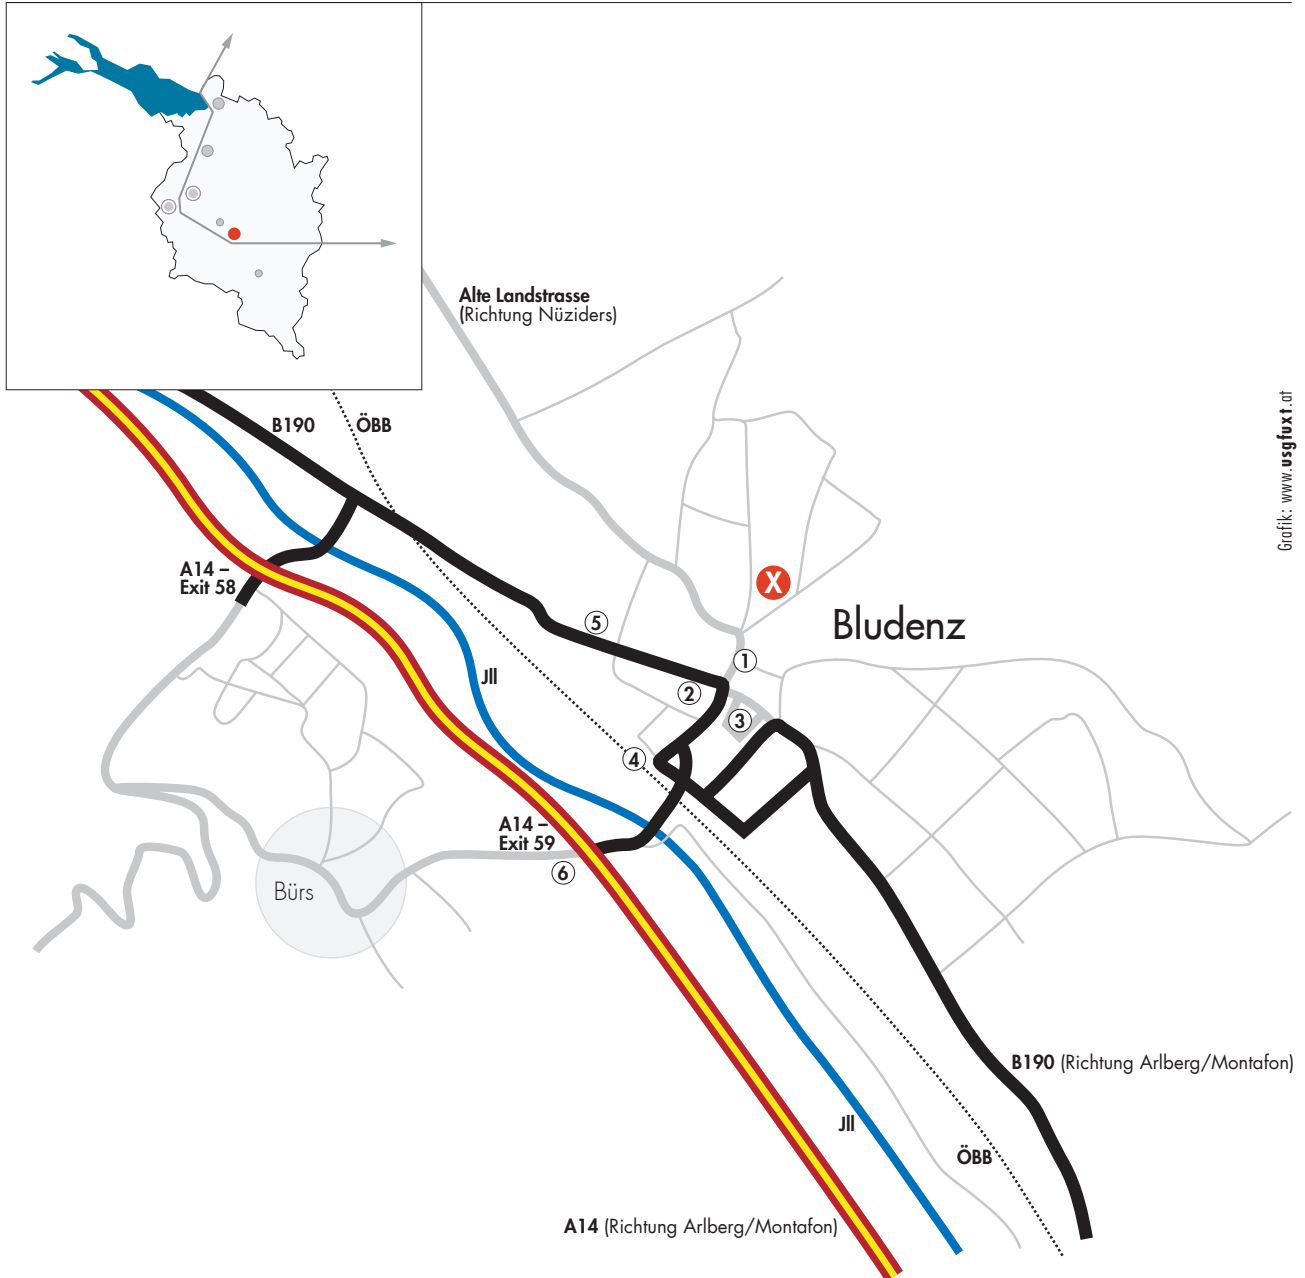 Alte Landstrasse
(Richtung Nüziders)
B190
ÖBB
A14 –
Exit 58
Jll
5
X
Bludenz
1
2
3
4
A14 –
Exit 59
6
Bürs
B190 (Richtung Arlberg/Montafon)
Jll
ÖBB
A14 (Richtung Arlberg/Montafon)
Grafik: www.usgfuxt.at